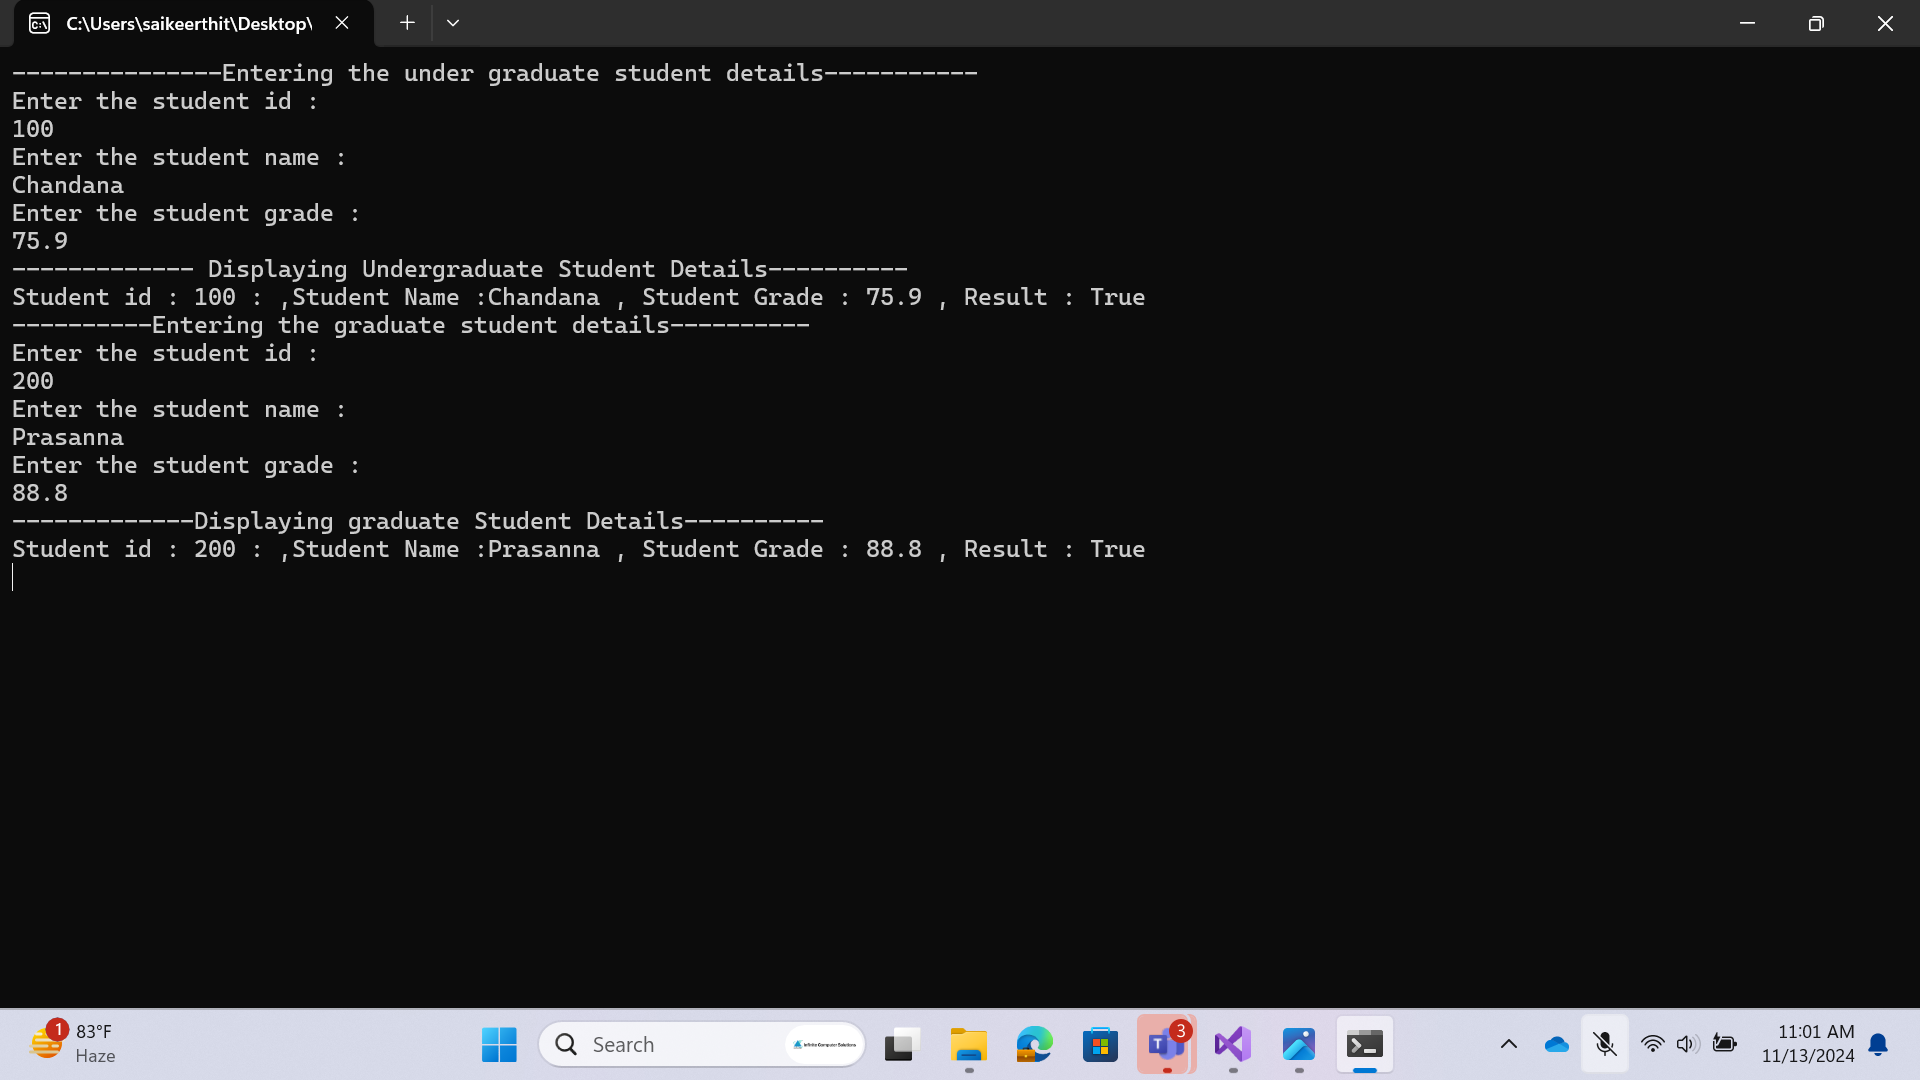 C:\Users\saikeerthit\Desktop\
---------------Entering the under graduate student details-----------
Enter the student id :
100
Enter the student name :
Chandana
Enter the student grade :
75.9
------------- Displaying Undergraduate Student Details----------
Student id : 100 : ,Student Name :Chandana , Student Grade : 75.9 , Result : True
----------Entering the graduate student details----------
Enter the student id :
200
Enter the student name :
Prasanna
Enter the student grade :
88.8
-------------Displaying graduate Student Details----------
Student id : 200 : ,Student Name :Prasanna , Student Grade : 88.8 , Result : True
1
83°F
Haze
Search
Infinite Computer Solutions
3
11:01 AM
11/13/2024